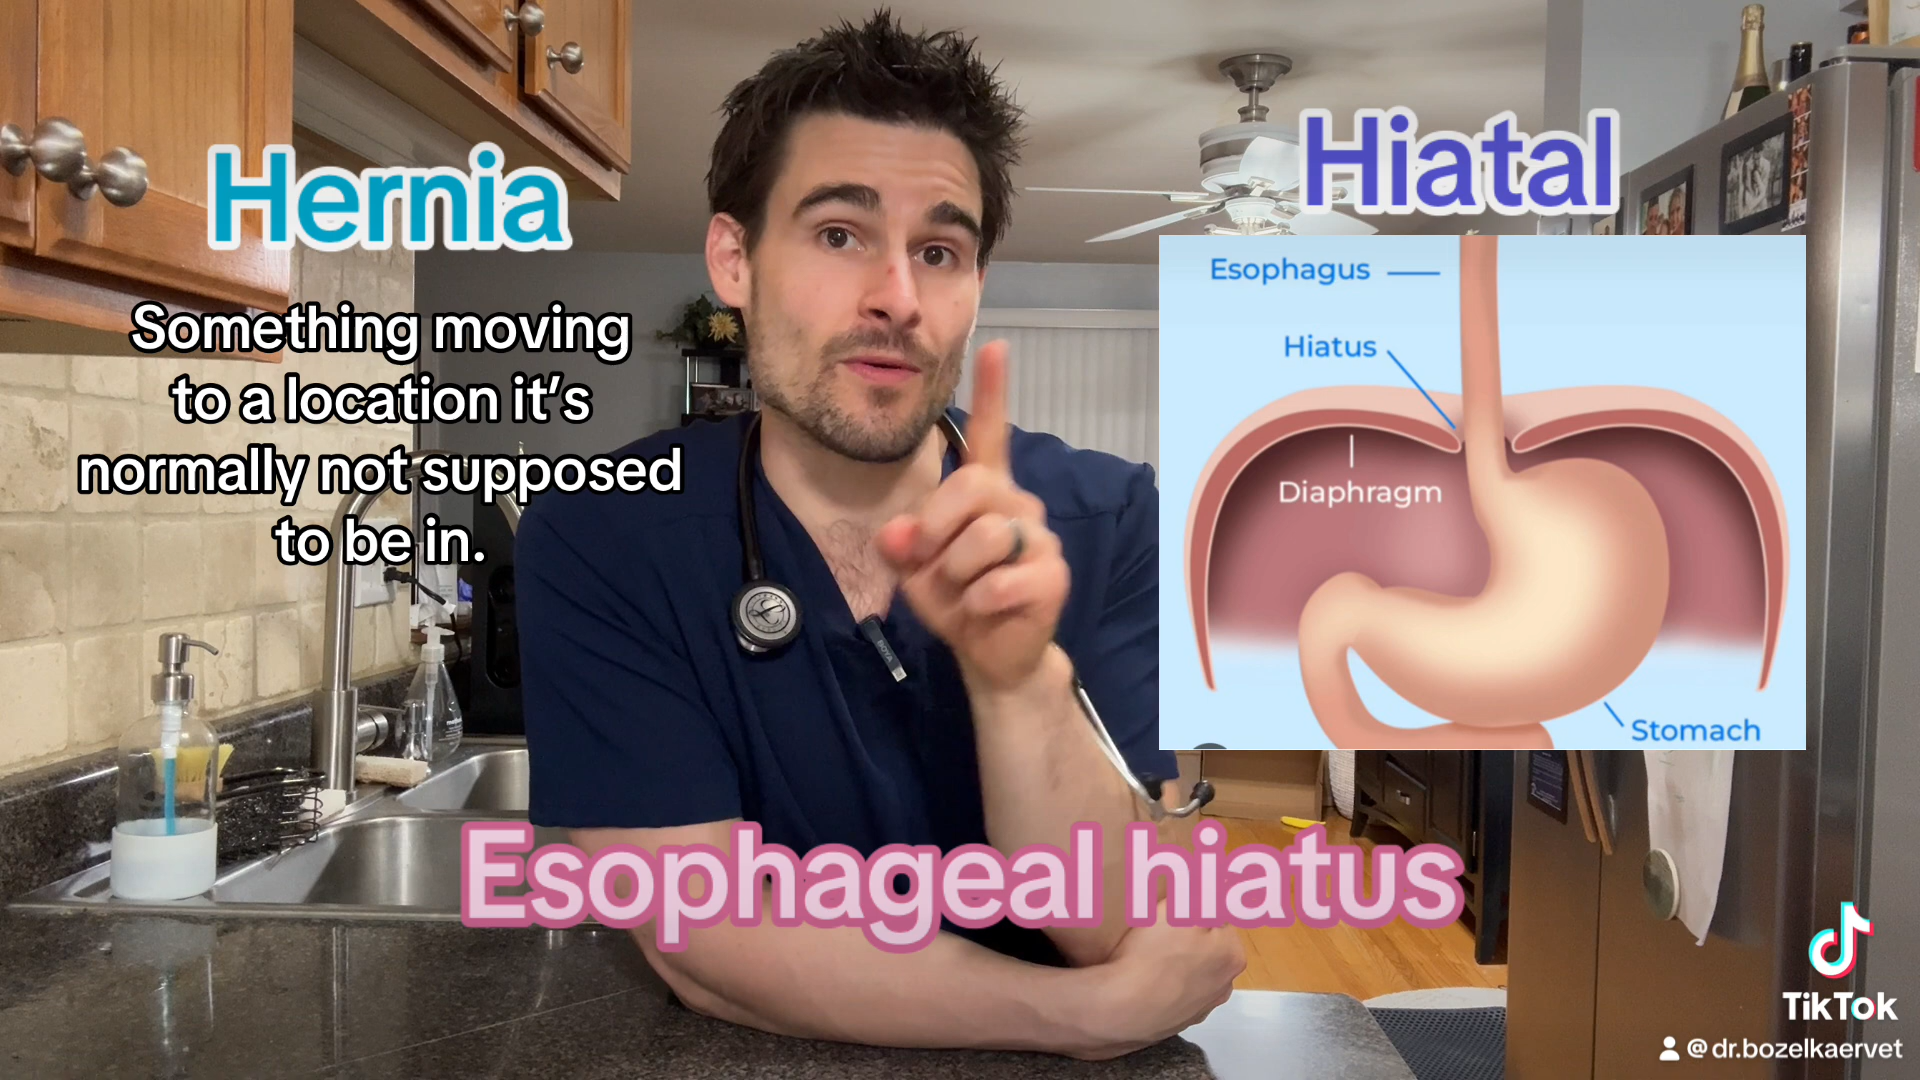 Hernia
Something moving
to a location it's
normally not supposed
to be in.
Hiatal
Esophagus
Hiatus
Diaphragm
Stomach
Esophageal hiatus
BOYA
TikTok
@dr.bozelkaervet